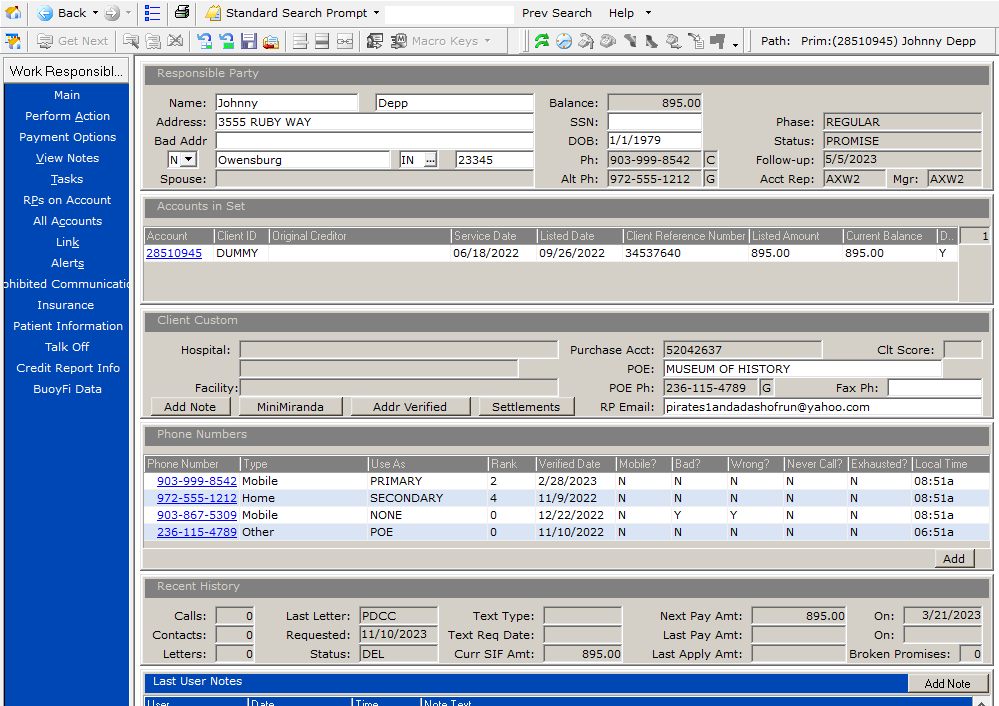 Back Standard Search Prompt Prev Search Help
Get Next Macro Keys Path: Prim:(28510945) Johnny Depp
Work Responsibl...
Main
Perform Action
Payment Options
View Notes
Tasks
RPs on Account
All Accounts
Link
Alerts
ohibited Communicatio
Insurance
Patient Information
Talk Off
Credit Report Info
BuoyFi Data
Responsible Party
Name: Johnny Depp Balance: 895.00
Address: 3555 RUBY WAY SSN: Phase: REGULAR
Bad Addr DOB: 1/1/1979 Status: PROMISE
N Owensburg IN ... 23345 Ph: 903-999-8542 C Follow-up: 5/5/2023
Spouse: Alt Ph: 972-555-1212 G Acct Rep: AXW2 Mgr: AXW2
Accounts in Set
Account Client ID Original Creditor Service Date Listed Date Client Reference Number Listed Amount Current Balance D.. 1
28510945 DUMMY 06/18/2022 09/26/2022 34537640 895.00 895.00 Y
Client Custom
Hospital: Purchase Acct: 52042637 Clt Score:
POE: MUSEUM OF HISTORY
Facility: POE Ph: 236-115-4789 G Fax Ph:
Add Note MiniMiranda Addr Verified Settlements RP Email: pirates1andadashofrun@yahoo.com
Phone Numbers
Phone Number Type Use As Rank Verified Date Mobile? Bad? Wrong? Never Call? Exhausted? Local Time
903-999-8542 Mobile PRIMARY 2 2/28/2023 N N N N N 08:51a
972-555-1212 Home SECONDARY 4 11/9/2022 N N N N N 08:51a
903-867-5309 Mobile NONE 0 12/22/2022 N Y Y N N 08:51a
236-115-4789 Other POE 0 11/10/2022 N N N N N 06:51a
Add
Recent History
Calls: 0 Last Letter: PDCC Text Type: Next Pay Amt: 895.00 On: 3/21/2023
Contacts: 0 Requested: 11/10/2023 Text Req Date: Last Pay Amt: On:
Letters: 0 Status: DEL Curr SIF Amt: 895.00 Last Apply Amt: Broken Promises: 0
Last User Notes Add Note
User Date Time Note Text